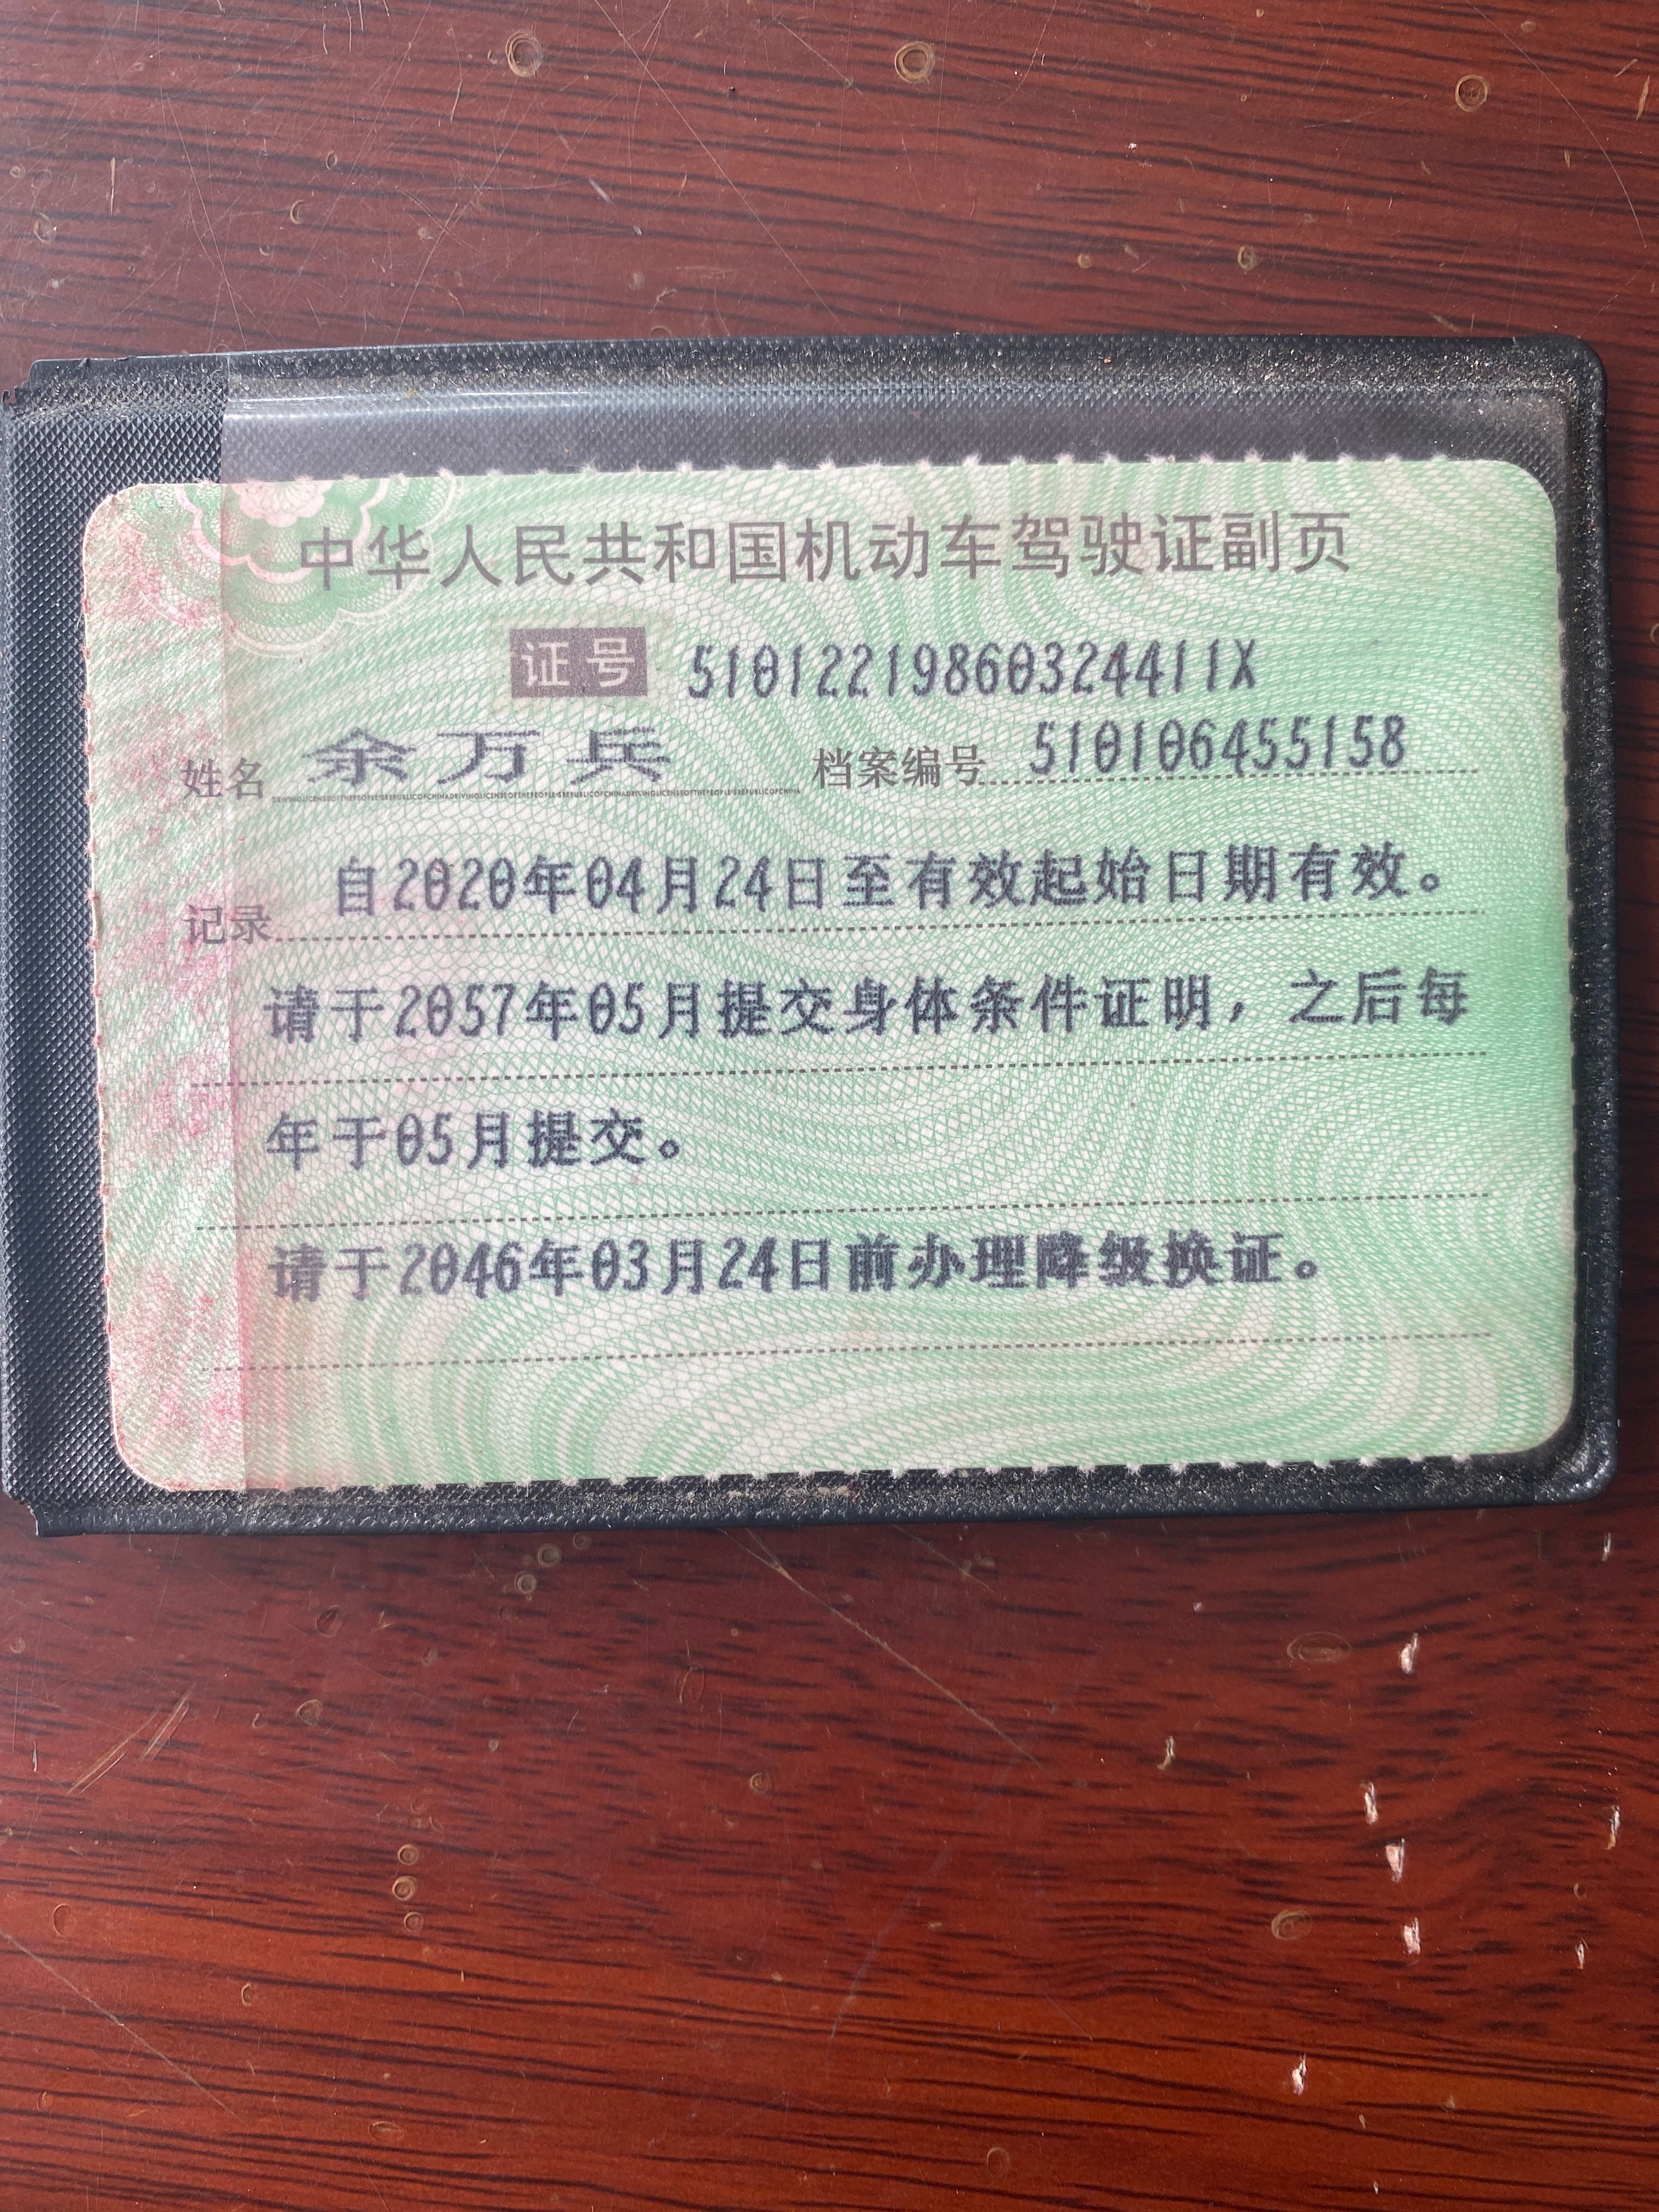 中华人民共和国机动车驾驶证副页
证号 51012219860324411X
姓名 余万兵 档案编号 510106455158
记录 自2020年04月24日至有效起始日期有效。
请于2057年05月提交身体条件证明，之后每
年于05月提交。
请于2046年03月24日前办理降级换证。